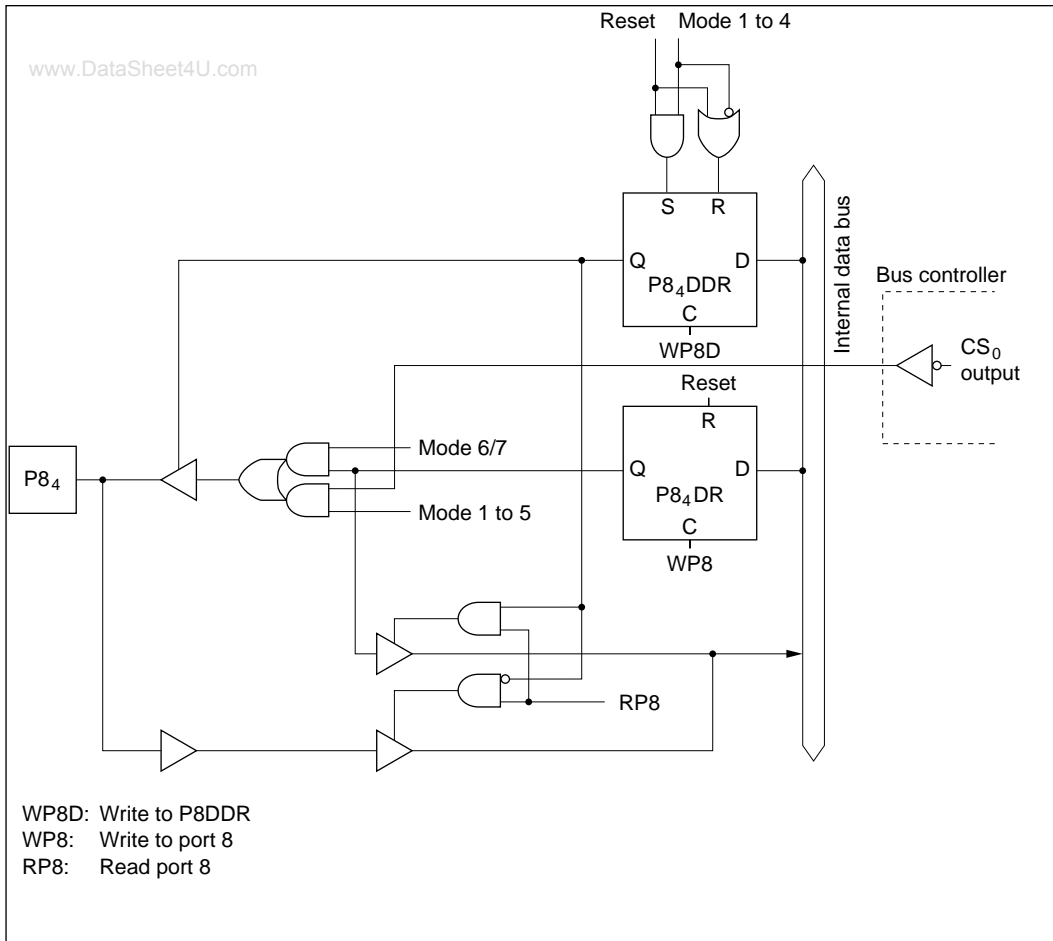 Reset Mode 1 to 4
www.DataSheet4U.com
S R
Q D
P8₄DDR
C
WP8D
Internal data bus
Bus controller
CS₀
output
Reset
R
Mode 6/7
Q D
P8₄
P8₄DR
Mode 1 to 5
C
WP8
RP8
WP8D: Write to P8DDR
WP8: Write to port 8
RP8: Read port 8